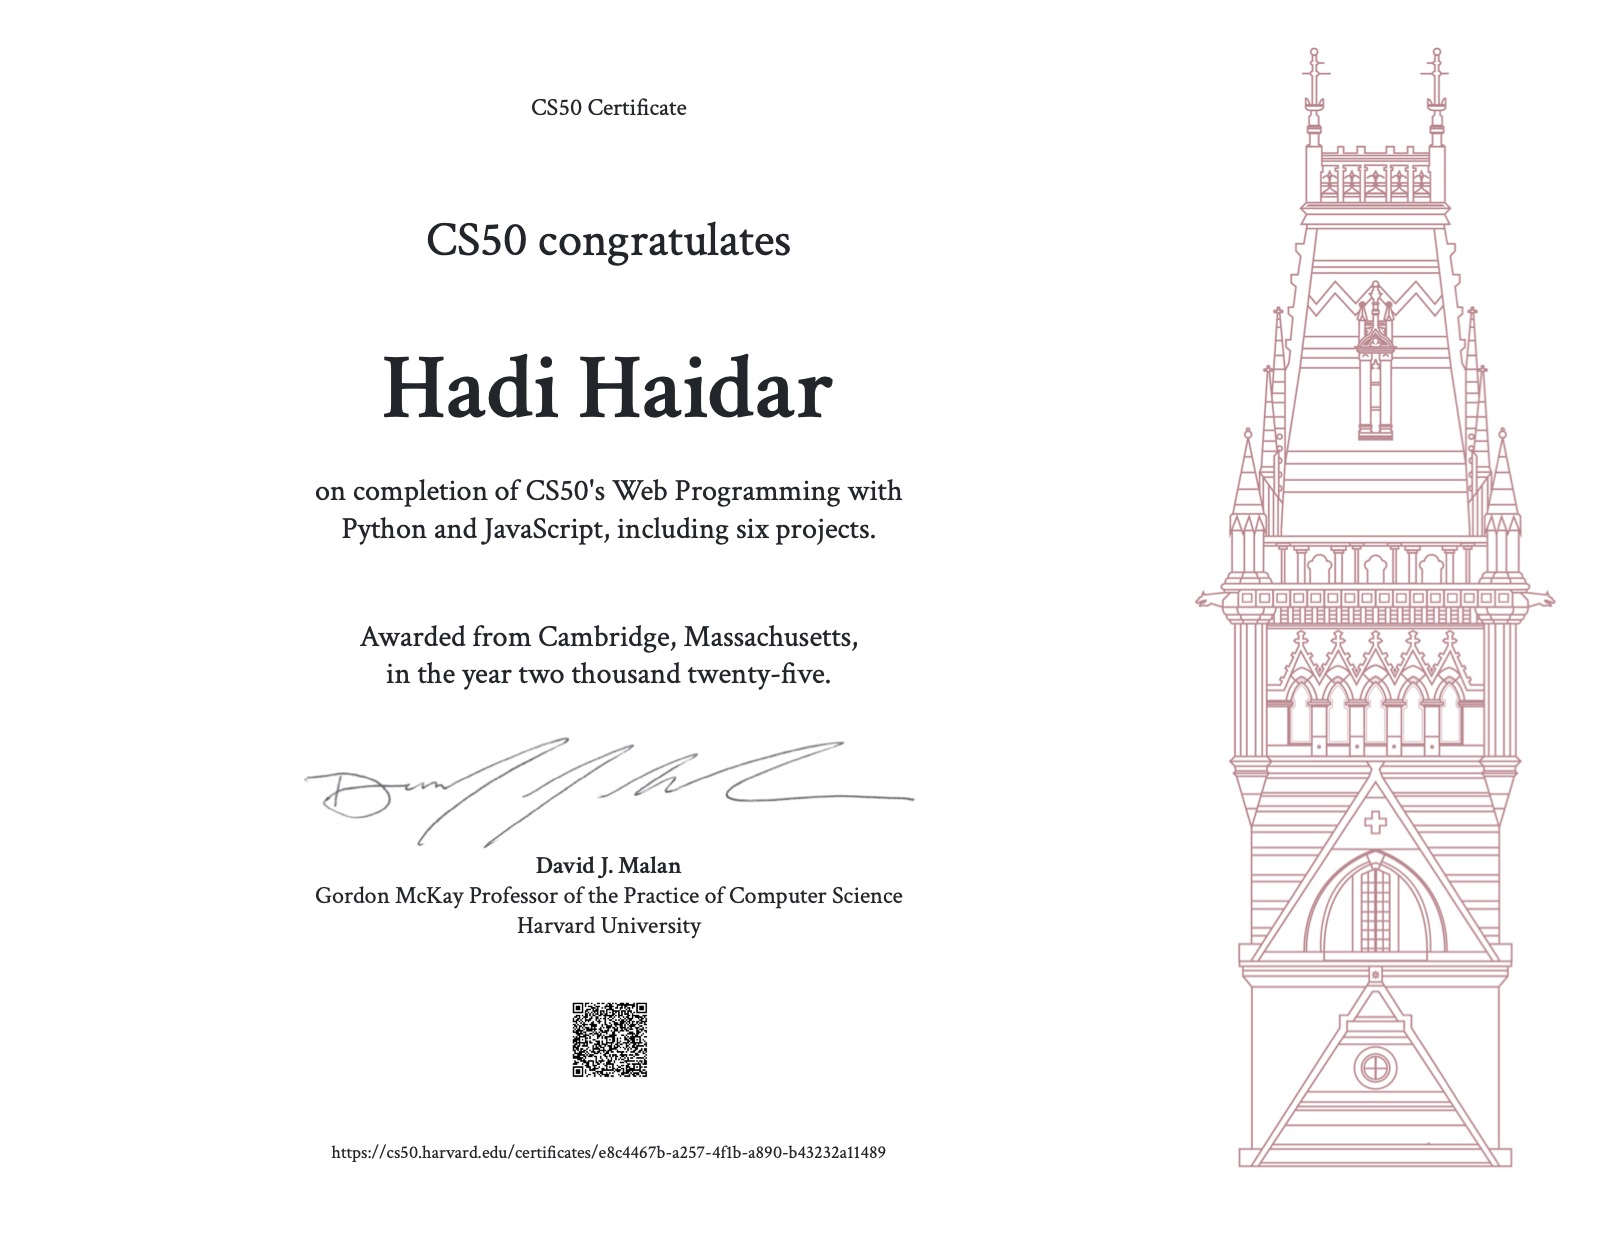 CS50 Certificate
CS50 congratulates
Hadi Haidar
on completion of CS50's Web Programming with
Python and JavaScript, including six projects.
Awarded from Cambridge, Massachusetts,
in the year two thousand twenty-five.
David J. Malan
Gordon McKay Professor of the Practice of Computer Science
Harvard University
https://cs50.harvard.edu/certificates/e8c4467b-a257-4f1b-a890-b43232a11489